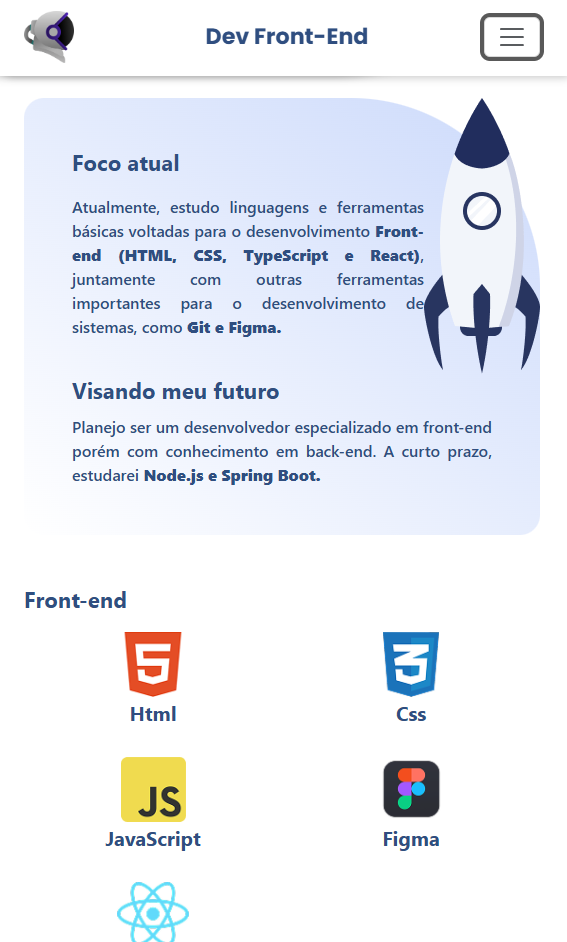 Dev Front-End
Foco atual
Atualmente, estudo linguagens e ferramentas
básicas voltadas para o desenvolvimento Front-
end (HTML, CSS, TypeScript e React),
juntamente com outras ferramentas
importantes para o desenvolvimento de
sistemas, como Git e Figma.
Visando meu futuro
Planejo ser um desenvolvedor especializado em front-end
porém com conhecimento em back-end. A curto prazo,
estudarei Node.js e Spring Boot.
Front-end
Html
Css
JS
JavaScript
Figma